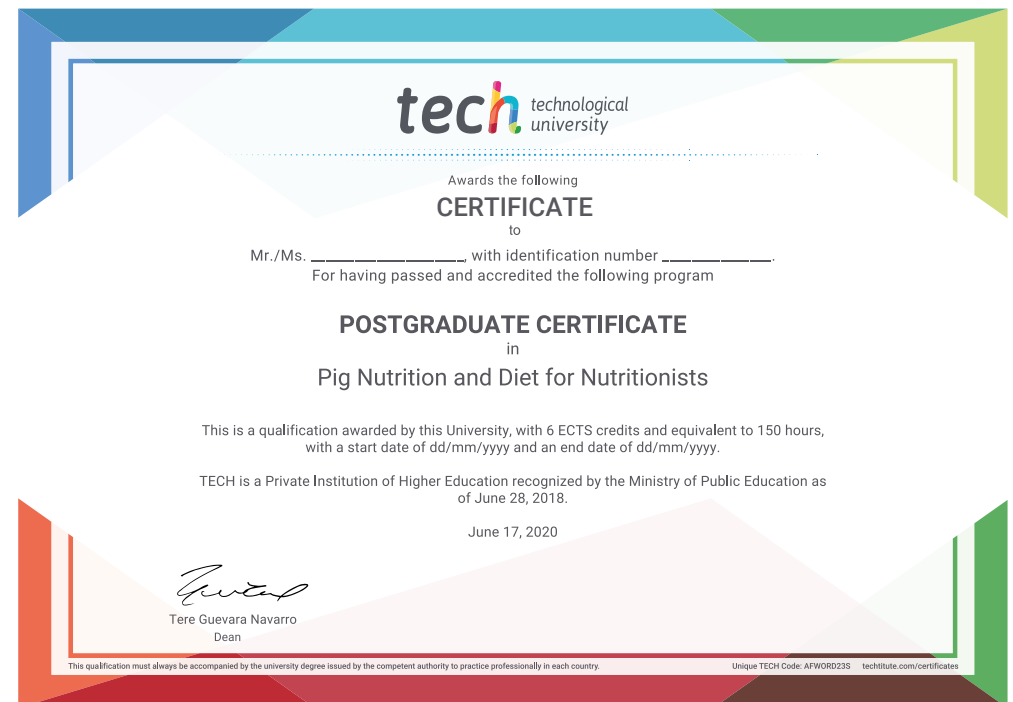 tech technological
university
Awards the following
CERTIFICATE
to
Mr./Ms. ____________________, with identification number ______________.
For having passed and accredited the following program
POSTGRADUATE CERTIFICATE
in
Pig Nutrition and Diet for Nutritionists
This is a qualification awarded by this University, with 6 ECTS credits and equivalent to 150 hours,
with a start date of dd/mm/yyyy and an end date of dd/mm/yyyy.
TECH is a Private Institution of Higher Education recognized by the Ministry of Public Education as
of June 28, 2018.
June 17, 2020
Tere Guevara Navarro
Dean
This qualification must always be accompanied by the university degree issued by the competent authority to practice professionally in each country.
Unique TECH Code: AFWORD23S techtitute.com/certificates